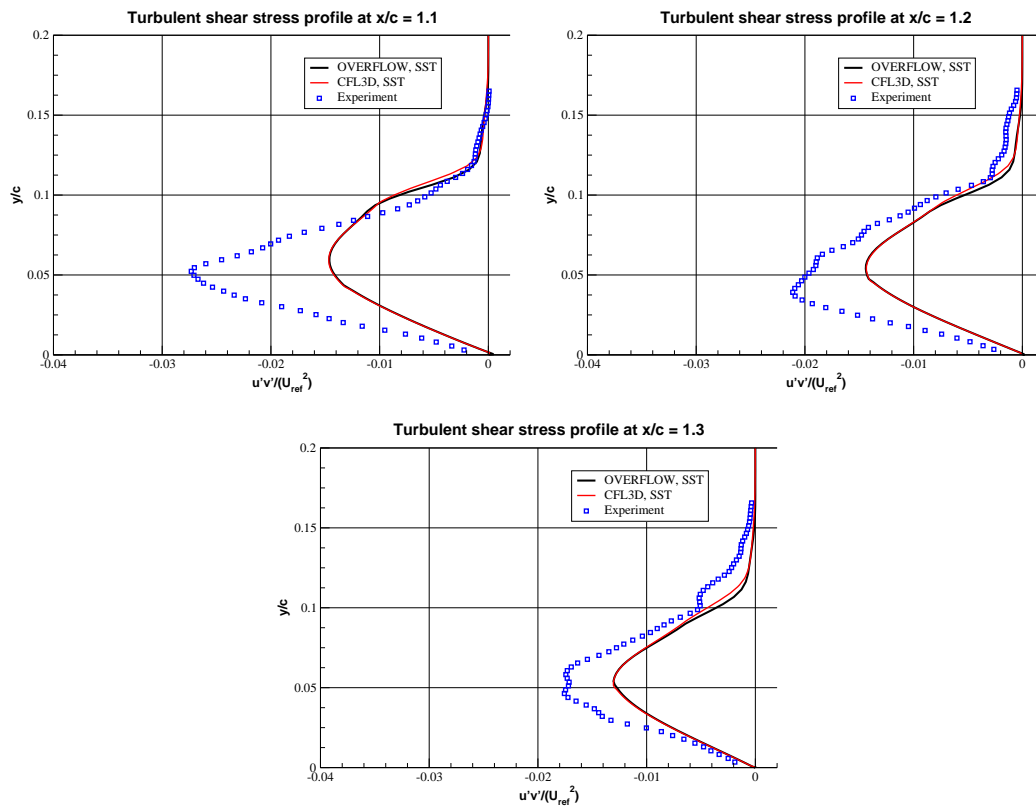 Turbulent shear stress profile at x/c = 1.1
0.2
OVERFLOW, SST
CFL3D, SST
Experiment
0.15
y/c
0.1
0.05
0
-0.04
-0.03
-0.02
-0.01
0
u'v'/(U_ref^2)
Turbulent shear stress profile at x/c = 1.2
0.2
OVERFLOW, SST
CFL3D, SST
Experiment
0.15
y/c
0.1
0.05
0
-0.04
-0.03
-0.02
-0.01
0
u'v'/(U_ref^2)
Turbulent shear stress profile at x/c = 1.3
0.2
OVERFLOW, SST
CFL3D, SST
Experiment
0.15
y/c
0.1
0.05
0
-0.04
-0.03
-0.02
-0.01
0
u'v'/(U_ref^2)